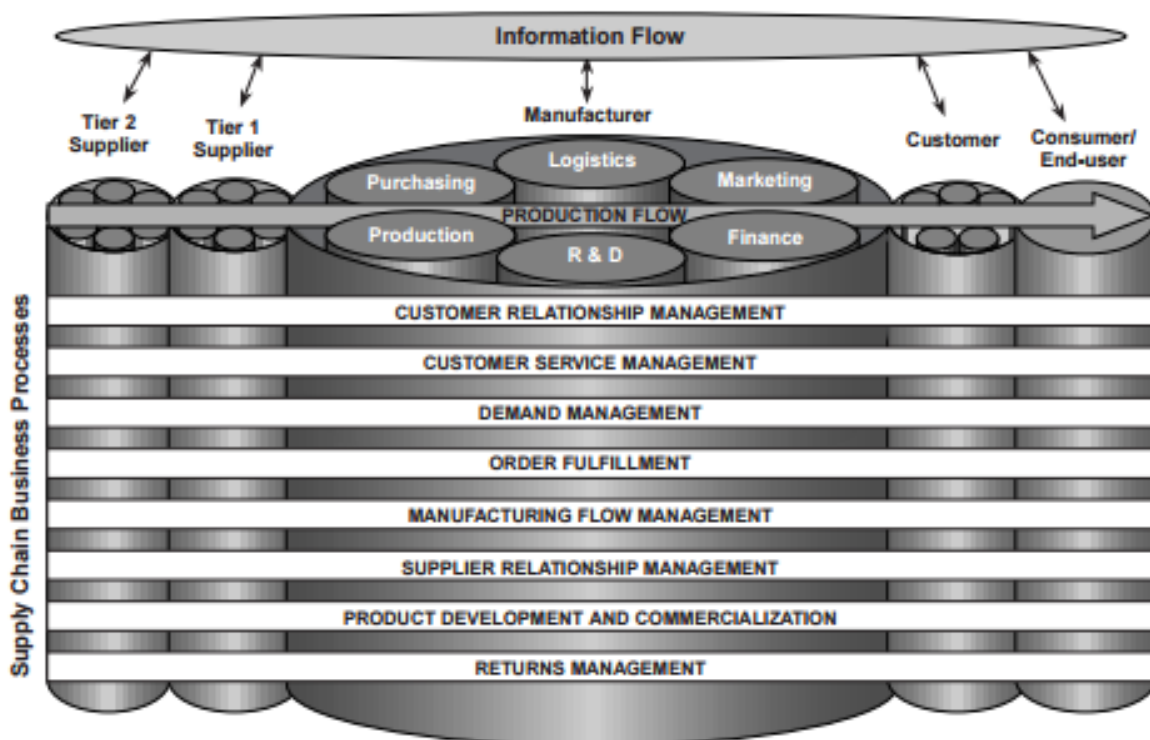 Information Flow
Tier 2
Supplier
Tier 1
Supplier
Manufacturer
Customer
Consumer/
End-user
Logistics
Purchasing
Marketing
PRODUCTION FLOW
Production
Finance
R & D
Supply Chain Business Processes
CUSTOMER RELATIONSHIP MANAGEMENT
CUSTOMER SERVICE MANAGEMENT
DEMAND MANAGEMENT
ORDER FULFILLMENT
MANUFACTURING FLOW MANAGEMENT
SUPPLIER RELATIONSHIP MANAGEMENT
PRODUCT DEVELOPMENT AND COMMERCIALIZATION
RETURNS MANAGEMENT